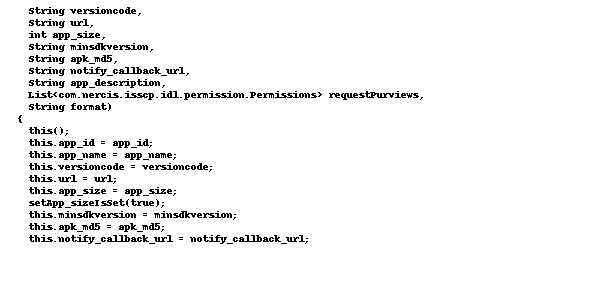 String versioncode,
String url,
int app_size,
String minsdkversion,
String apk_md5,
String notify_callback_url,
String app_description,
List<com.nercis.isscp.idl.permission.Permissions> requestPurviews,
String format)
{
this();
this.app_id = app_id;
this.app_name = app_name;
this.versioncode = versioncode;
this.url = url;
this.app_size = app_size;
setApp_sizeIsSet(true);
this.minsdkversion = minsdkversion;
this.apk_md5 = apk_md5;
this.notify_callback_url = notify_callback_url;